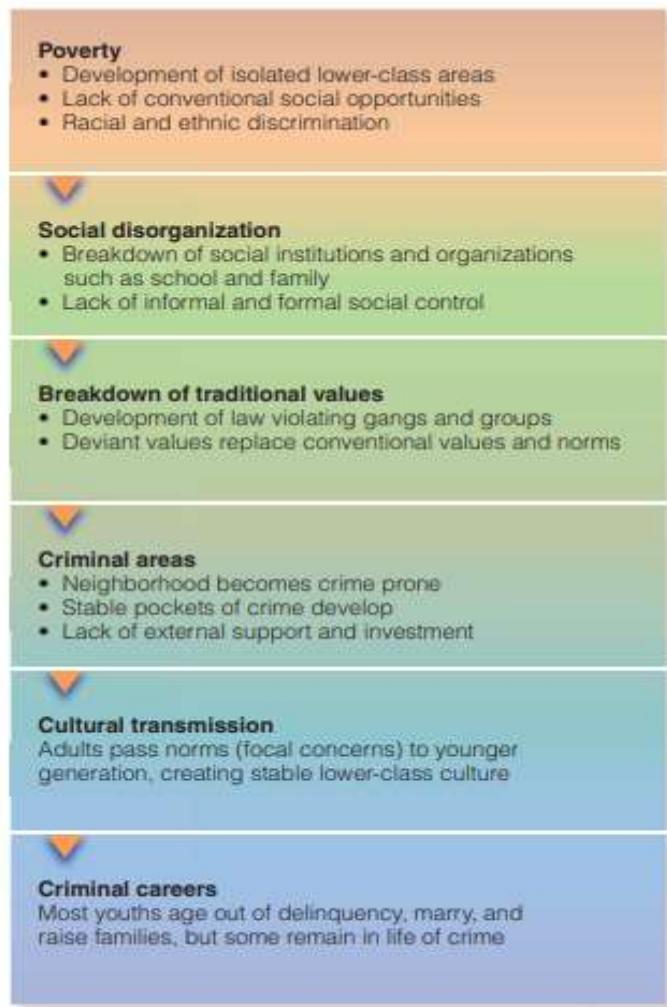 Poverty
• Development of isolated lower-class areas
• Lack of conventional social opportunities
• Racial and ethnic discrimination
Social disorganization
• Breakdown of social institutions and organizations
such as school and family
• Lack of informal and formal social control
Breakdown of traditional values
• Development of law violating gangs and groups
• Deviant values replace conventional values and norms
Criminal areas
• Neighborhood becomes crime prone
• Stable pockets of crime develop
• Lack of external support and investment
Cultural transmission
Adults pass norms (focal concerns) to younger
generation, creating stable lower-class culture
Criminal careers
Most youths age out of delinquency, marry, and
raise families, but some remain in life of crime